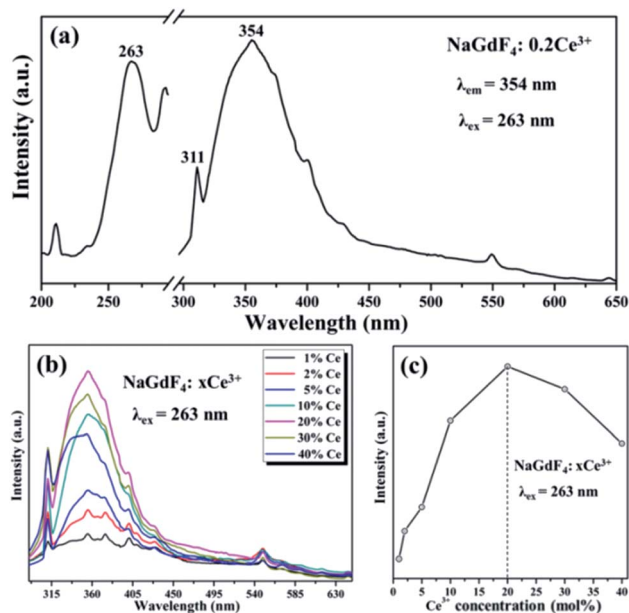 (a)
263
354
311
NaGdF₄: 0.2Ce³⁺
λem = 354 nm
λex = 263 nm
Intensity (a.u.)
200 250 300 350 400 450 500 550 600 650
Wavelength (nm)
(b)
NaGdF₄: xCe³⁺
λex = 263 nm
1% Ce
2% Ce
5% Ce
10% Ce
20% Ce
30% Ce
40% Ce
Intensity (a.u.)
315 360 405 450 495 540 585 630
Wavelength (nm)
(c)
NaGdF₄: xCe³⁺
λex = 263 nm
Intensity (a.u.)
0 5 10 15 20 25 30 35 40
Ce³⁺ concentration (mol%)